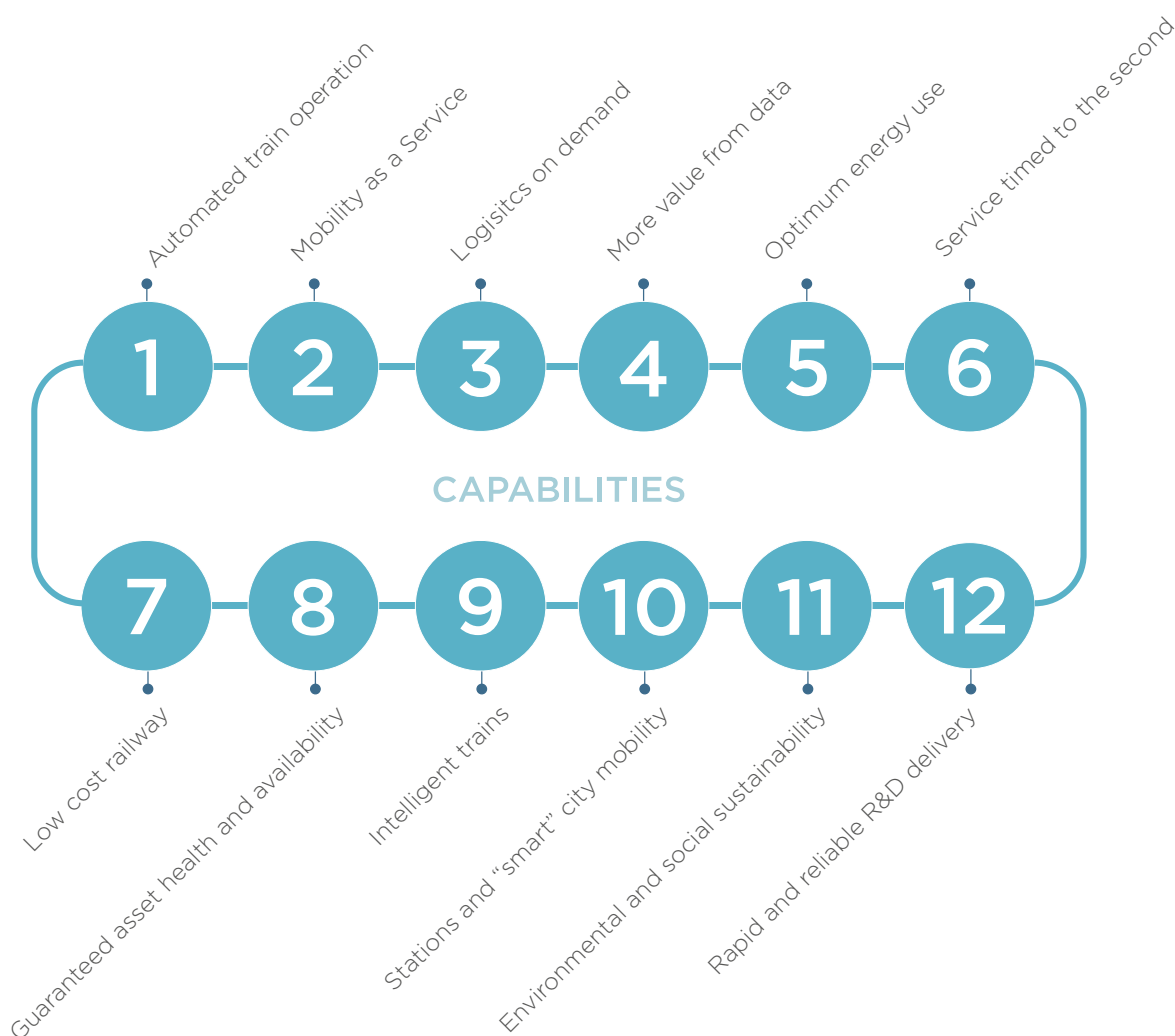 Automated train operation
Mobility as a Service
Logisitcs on demand
More value from data
Optimum energy use
Service timed to the second
1
2
3
4
5
6
CAPABILITIES
7
8
9
10
11
12
Low cost railway
Guaranteed asset health and availability
Intelligent trains
Stations and “smart” city mobility
Environmental and social sustainability
Rapid and reliable R&D delivery